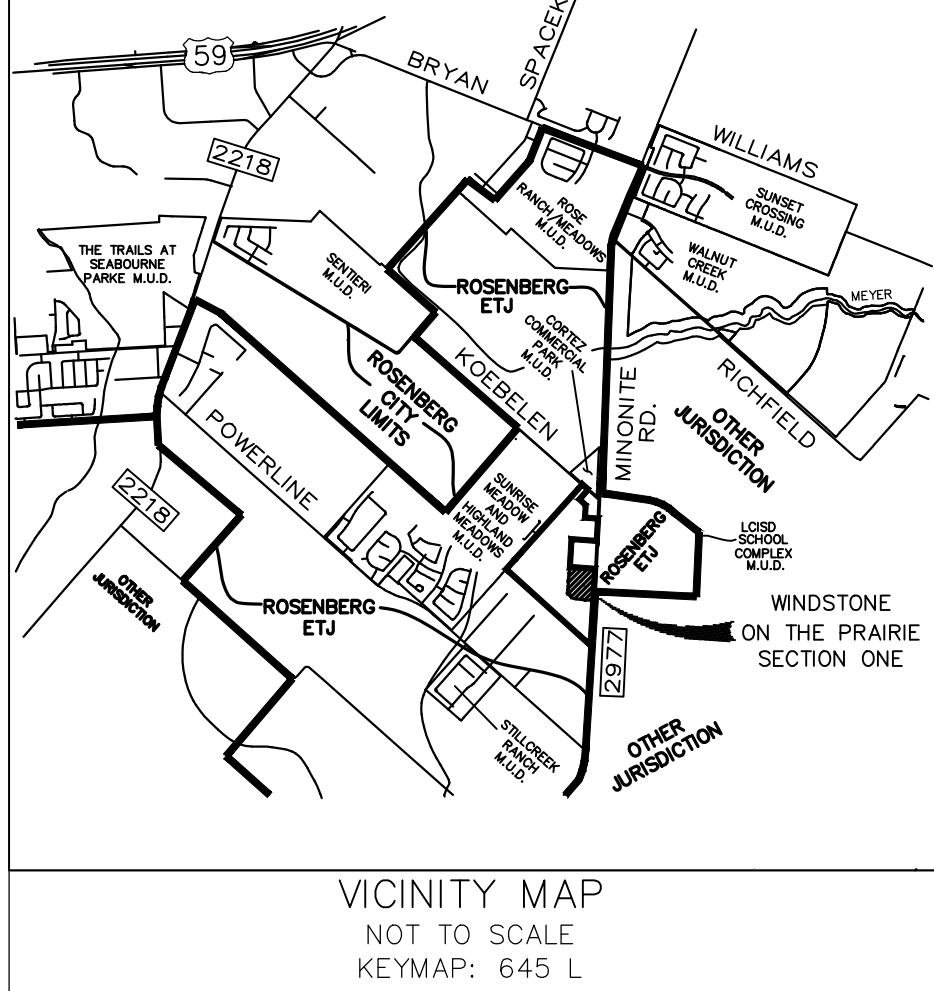 SPACEK
59
BRYAN
2218
WILLIAMS
SUNSET
CROSSING
M.U.D.
ROSE
RANCH/MEADOWS
M.U.D.
WALNUT
CREEK
M.U.D.
THE TRAILS AT
SEABOURNE
PARKE M.U.D.
SENTIERI
M.U.D.
ROSENBERG
ETJ
MEYER
CORTEZ
COMMERCIAL
PARK
M.U.D.
ROSENBERG
CITY
LIMITS
KOEBELEN
RICHFIELD
MINONITE
RD.
OTHER
JURISDICTION
POWERLINE
2218
SUNRISE
MEADOW
AND
HIGHLAND
MEADOWS
M.U.D.
ROSENBERG
ETJ
LCISD
SCHOOL
COMPLEX
M.U.D.
OTHER
JURISDICTION
ROSENBERG
ETJ
WINDSTONE
ON THE PRAIRIE
SECTION ONE
2977
STILLCREEK
RANCH
M.U.D.
OTHER
JURISDICTION
VICINITY MAP
NOT TO SCALE
KEYMAP: 645 L